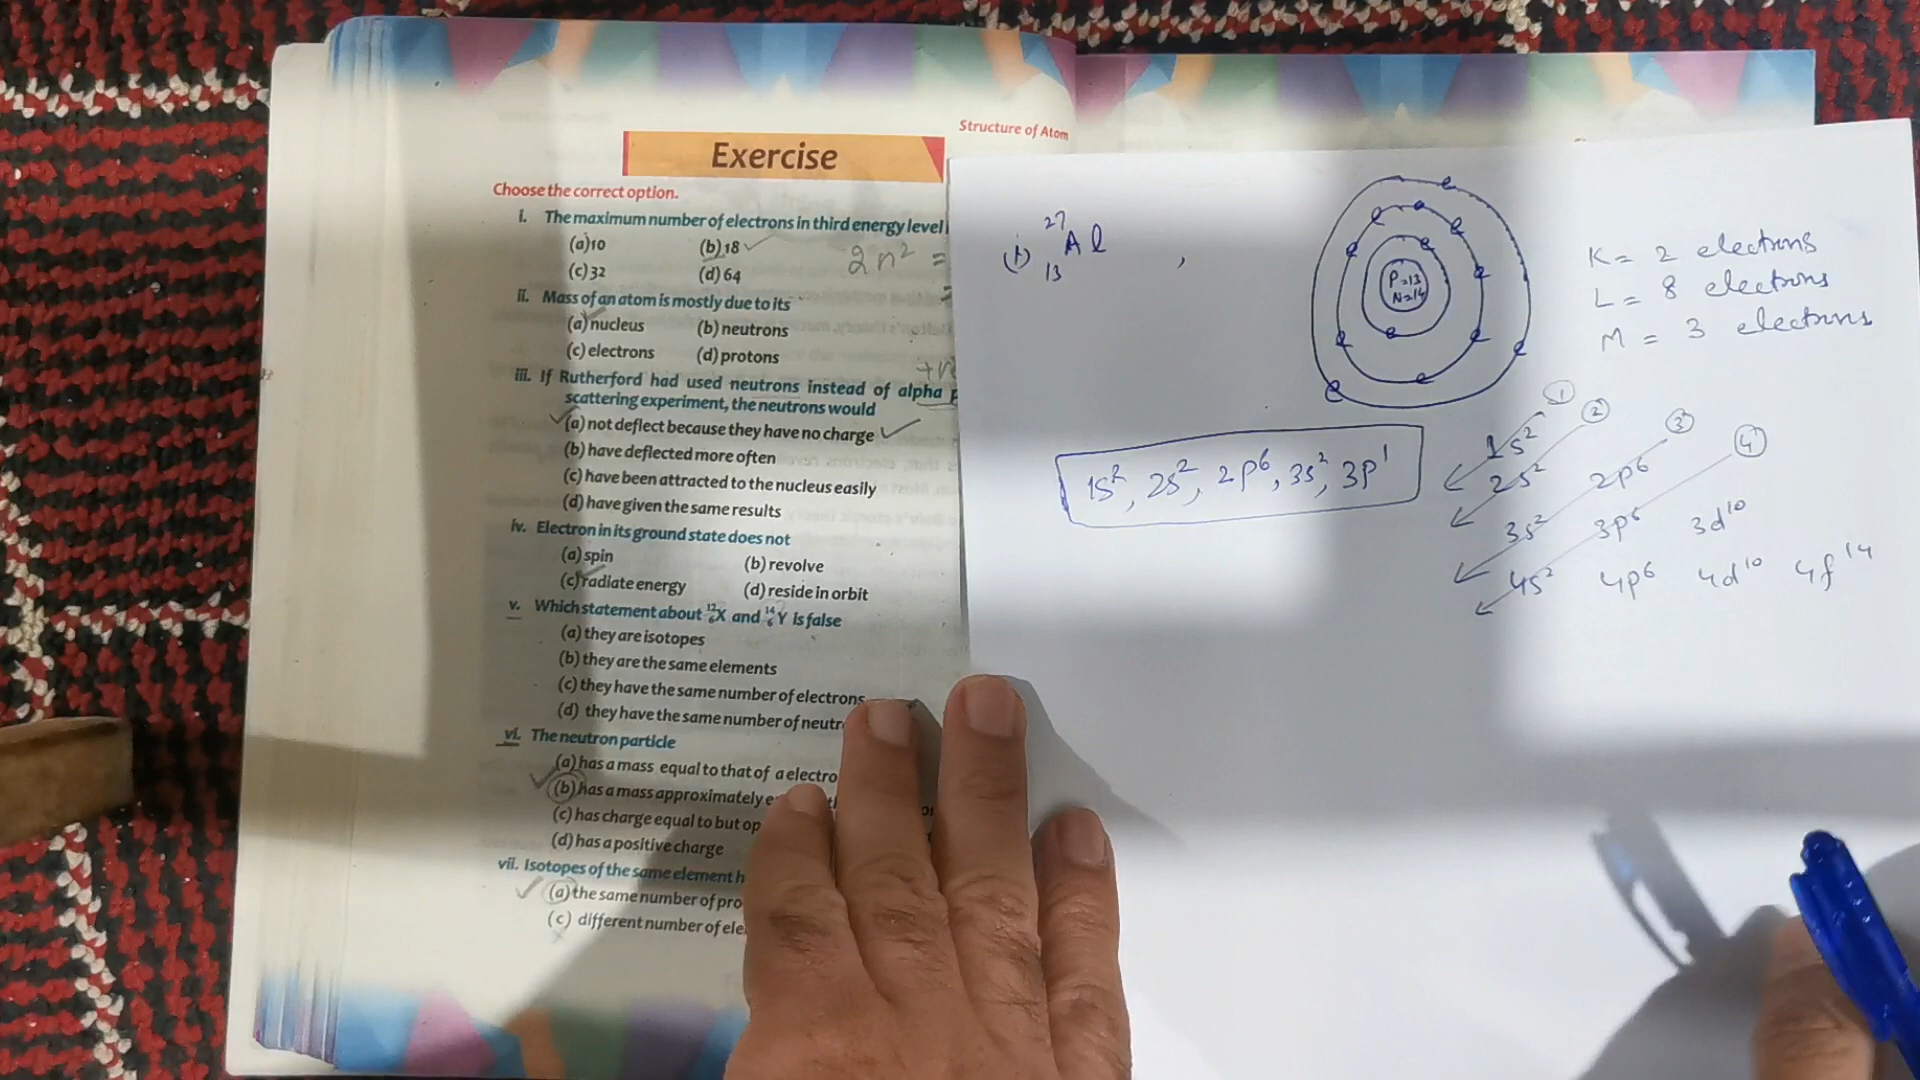 Structure of Atom
Exercise
Choose the correct option.
i. The maximum number of electrons in third energy level
(a)10 (b)18
2n² =
(c)32 (d)64
ii. Mass of an atom is mostly due to its
(a)nucleus (b)neutrons
(c)electrons (d)protons
iii. If Rutherford had used neutrons instead of alpha
scattering experiment, the neutrons would
(a)not deflect because they have no charge
(b)have deflected more often
(c)have been attracted to the nucleus easily
(d)have given the same results
iv. Electron in its ground state does not
(a)spin (b)revolve
(c)radiate energy (d)reside in orbit
v. Which statement about ¹²₆X and ¹⁴₆Y is false
(a)they are isotopes
(b)they are the same elements
(c)they have the same number of electrons
(d) they have the same number of
vi. The neutron particle
(a)has a mass equal to that of a
(b)has a mass approximately
(c)has charge equal to but
(d)has a positive charge
vii. Isotopes of the same element
(a)the same number of
(c) different number of
27
Al ,
13
P=13
N=14
e e e e e e e e e e e e e
K = 2 electrons
L = 8 electrons
M = 3 electrons
1s², 2s², 2p⁶, 3s², 3p¹
1 2 3 4
1s²
2s² 2p⁶
3s² 3p⁶ 3d¹⁰
4s² 4p⁶ 4d¹⁰ 4f¹⁴